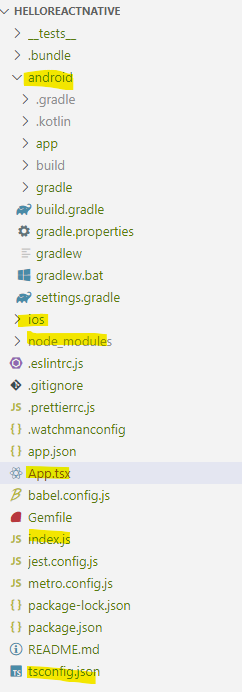 HELLOREACTNATIVE
__tests__
.bundle
android
.gradle
.kotlin
app
build
gradle
build.gradle
gradle.properties
gradlew
gradlew.bat
settings.gradle
ios
node_modules
.eslintrc.js
.gitignore
.prettierrc.js
.watchmanconfig
{} app.json
App.tsx
babel.config.js
Gemfile
JS index.js
JS jest.config.js
JS metro.config.js
{} package-lock.json
{} package.json
README.md
TS tsconfig.json